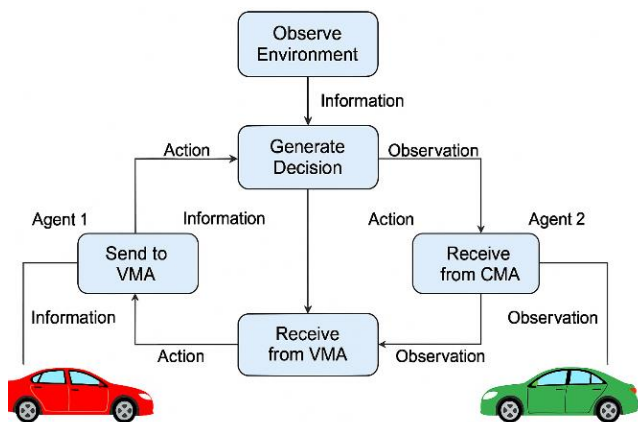 Observe
Environment
Information
Action
Generate
Decision
Observation
Agent 1
Information
Action
Agent 2
Send to
VMA
Receive
from CMA
Information
Observation
Receive
from VMA
Action
Observation